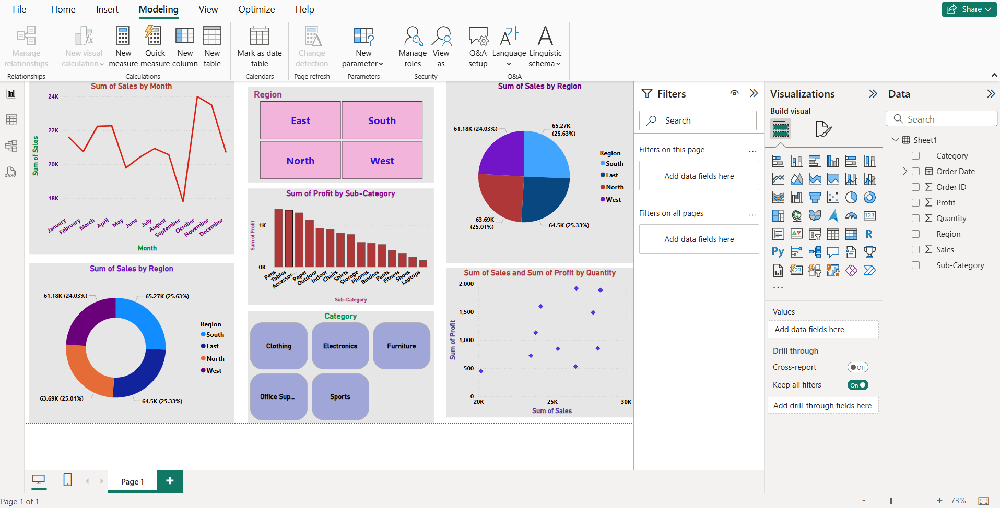 File Home Insert Modeling View Optimize Help
Share
Manage relationships
New visual calculation
New measure
Quick measure
New column
New table
Mark as date table
Change detection
New parameter
Manage roles
View as
Q&A setup
Language
Linguistic schema
Relationships
Calculations
Calendars
Page refresh
Parameters
Security
Q&A
Sum of Sales by Month
24K
22K
20K
18K
Sum of Sales
January
February
March
April
May
June
July
August
September
October
November
December
Month
Sum of Sales by Region
61.18K (24.03%)
65.27K (25.63%)
63.69K (25.01%)
64.5K (25.33%)
Region
South
East
North
West
Region
East
South
North
West
Sum of Profit by Sub-Category
1K
0K
Sum of Profit
Pens
Tables
Accessor...
Paper
Outdoor
Indoor
Chairs
Shirts
Storage
Phones
Binders
Pants
Fitness
Shoes
Laptops
Sub-Category
Category
Clothing
Electronics
Furniture
Office Sup...
Sports
Sum of Sales by Region
61.18K (24.03%)
65.27K
(25.63%)
63.69K
(25.01%)
64.5K (25.33%)
Region
South
East
North
West
Sum of Sales and Sum of Profit by Quantity
2,000
1,500
1,000
500
0
Sum of Profit
20K
25K
30K
Sum of Sales
Filters
Search
Filters on this page
...
Add data fields here
Filters on all pages
...
Add data fields here
Visualizations
Build visual
123
R
Py
123
...
Values
Add data fields here
Drill through
Cross-report
Off
Keep all filters
On
Add drill-through fields here
Data
Search
Sheet1
Category
Order Date
Order ID
Profit
Quantity
Region
Sales
Sub-Category
DAX
Page 1
+
Page 1 of 1
- + 73%